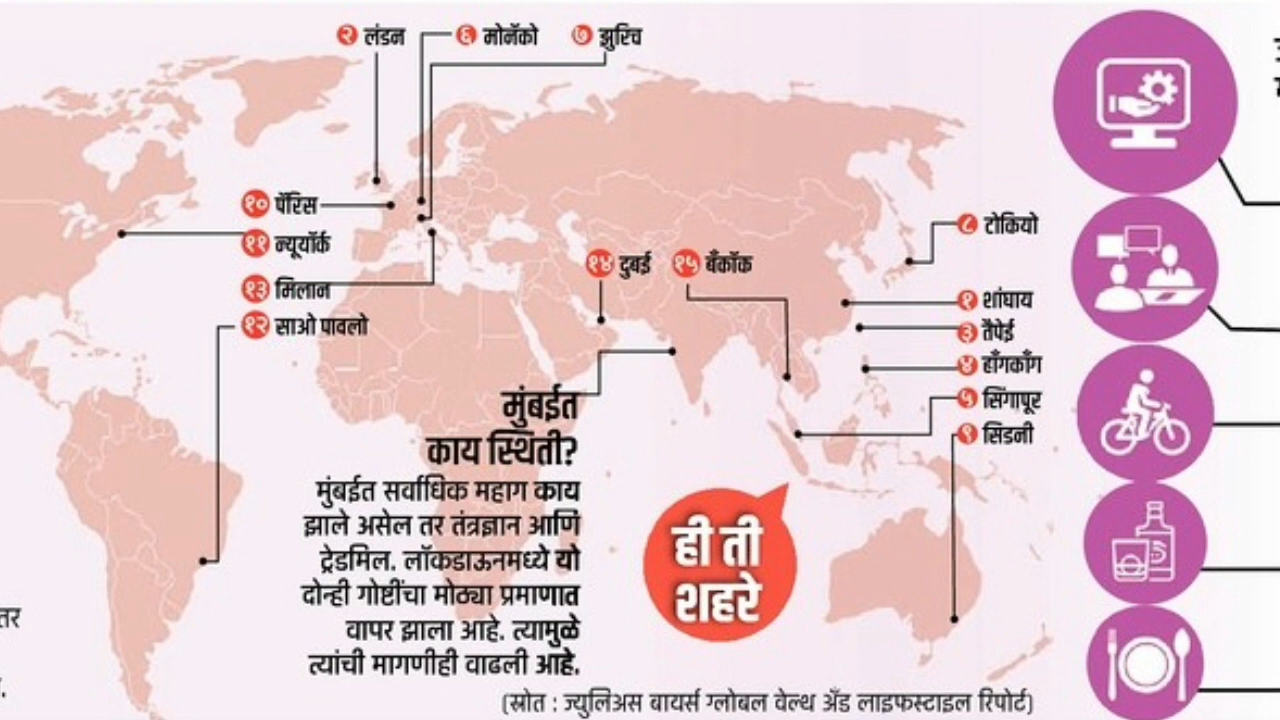 २ लंडन
६ मोनॅको
७ झुरिच
१० पॅरिस
११ न्यूयॉर्क
१३ मिलान
१२ साओ पावलो
१४ दुबई
१५ बँकॉक
८ टोकियो
१ शांघाय
३ तैपेई
४ हाँगकाँग
५ सिंगापूर
९ सिडनी
मुंबईत
काय स्थिती?
मुंबईत सर्वाधिक महाग काय
झाले असेल तर तंत्रज्ञान आणि
ट्रेडमिल. लॉकडाऊनमध्ये यो
दोन्ही गोष्टींचा मोठ्या प्रमाणात
वापर झाला आहे. त्यामुळे
त्यांची मागणीही वाढली आहे.
ही ती
शहरे
तर
(स्रोत : ज्युलिअस बायर्स ग्लोबल वेल्थ अँड लाइफस्टाइल रिपोर्ट)